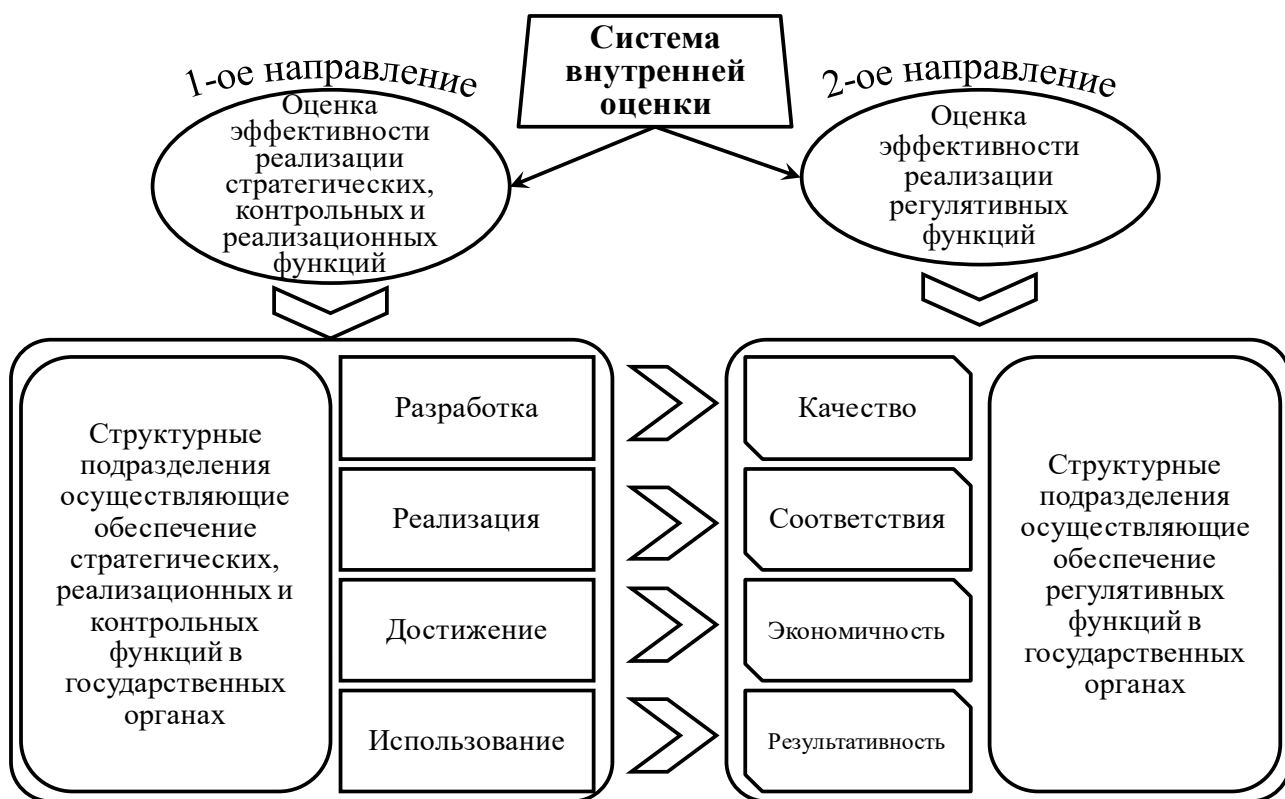 Система
внутренней
оценки
1-ое направление
Оценка
эффективности
реализации
стратегических,
контрольных и
реализационных
функций
2-ое направление
Оценка
эффективности
реализации
регулятивных
функций
Структурные
подразделения
осуществляющие
обеспечение
стратегических,
реализационных и
контрольных
функций в
государственных
органах
Разработка
Реализация
Достижение
Использование
Качество
Соответствия
Экономичность
Результативность
Структурные
подразделения
осуществляющие
обеспечение
регулятивных
функций в
государственных
органах